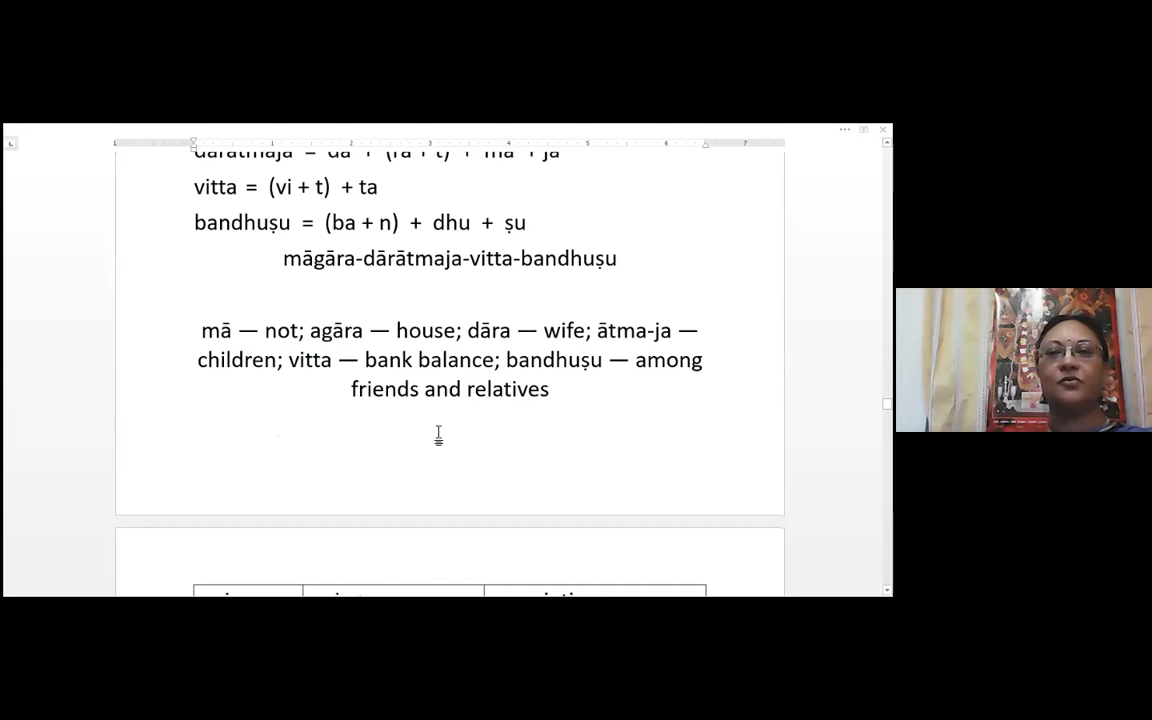 vitta = (vi + t) + ta
bandhuṣu = (ba + n) + dhu + ṣu
māgāra-dārātmaja-vitta-bandhuṣu
mā — not; agāra — house; dāra — wife; ātma-ja —
children; vitta — bank balance; bandhuṣu — among
friends and relatives